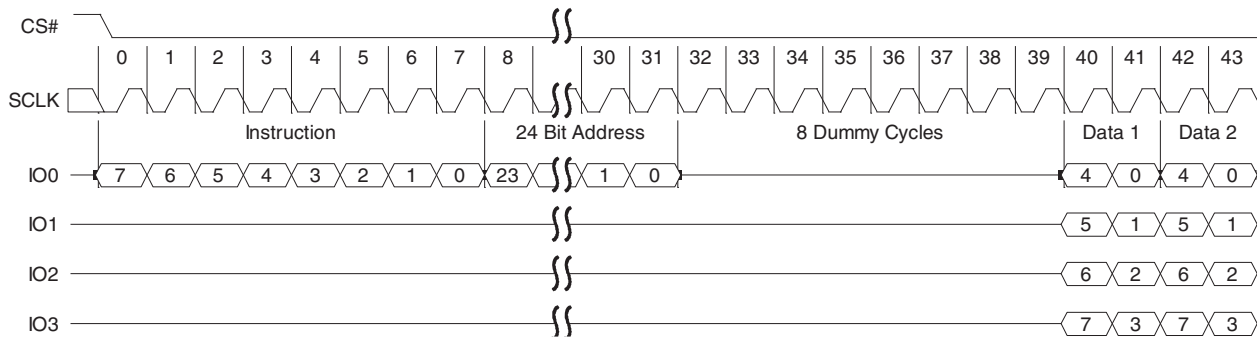 CS#
0 1 2 3 4 5 6 7 8 30 31 32 33 34 35 36 37 38 39 40 41 42 43
SCLK
Instruction 24 Bit Address 8 Dummy Cycles Data 1 Data 2
IO0 7 6 5 4 3 2 1 0 23 1 0 4 0 4 0
IO1 5 1 5 1
IO2 6 2 6 2
IO3 7 3 7 3